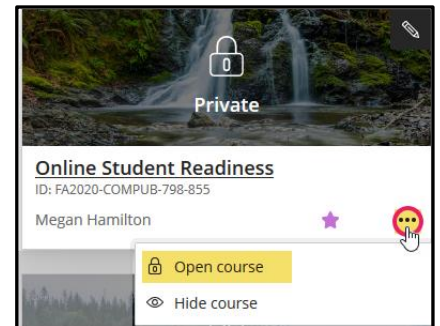 Private
Online Student Readiness
ID: FA2020-COMPUB-798-855
Megan Hamilton
Open course
Hide course